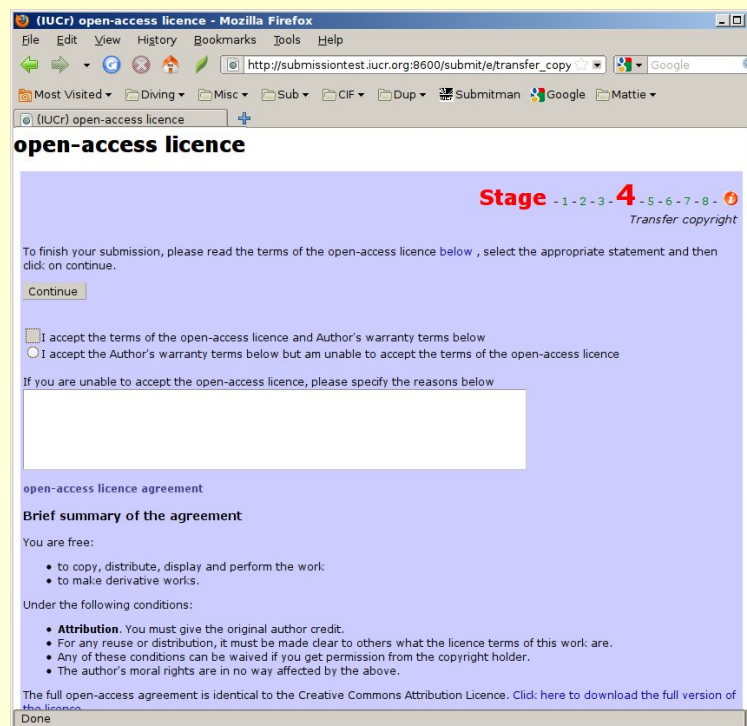 (IUCr) open-access licence - Mozilla Firefox
File Edit View History Bookmarks Tools Help
http://submissiontest.iucr.org:8600/submit/e/transfer_copy Google
Most Visited Diving Misc Sub CIF Dup Submitman Google Mattie
(IUCr) open-access licence
open-access licence
Stage - 1 - 2 - 3 - 4 - 5 - 6 - 7 - 8 -
Transfer copyright
To finish your submission, please read the terms of the open-access licence below , select the appropriate statement and then
click on continue.
Continue
I accept the terms of the open-access licence and Author's warranty terms below
I accept the Author's warranty terms below but am unable to accept the terms of the open-access licence
If you are unable to accept the open-access licence, please specify the reasons below
open-access licence agreement
Brief summary of the agreement
You are free:
• to copy, distribute, display and perform the work
• to make derivative works.
Under the following conditions:
• Attribution. You must give the original author credit.
• For any reuse or distribution, it must be made clear to others what the licence terms of this work are.
• Any of these conditions can be waived if you get permission from the copyright holder.
• The author's moral rights are in no way affected by the above.
The full open-access agreement is identical to the Creative Commons Attribution Licence. Click here to download the full version of
the licence
Done